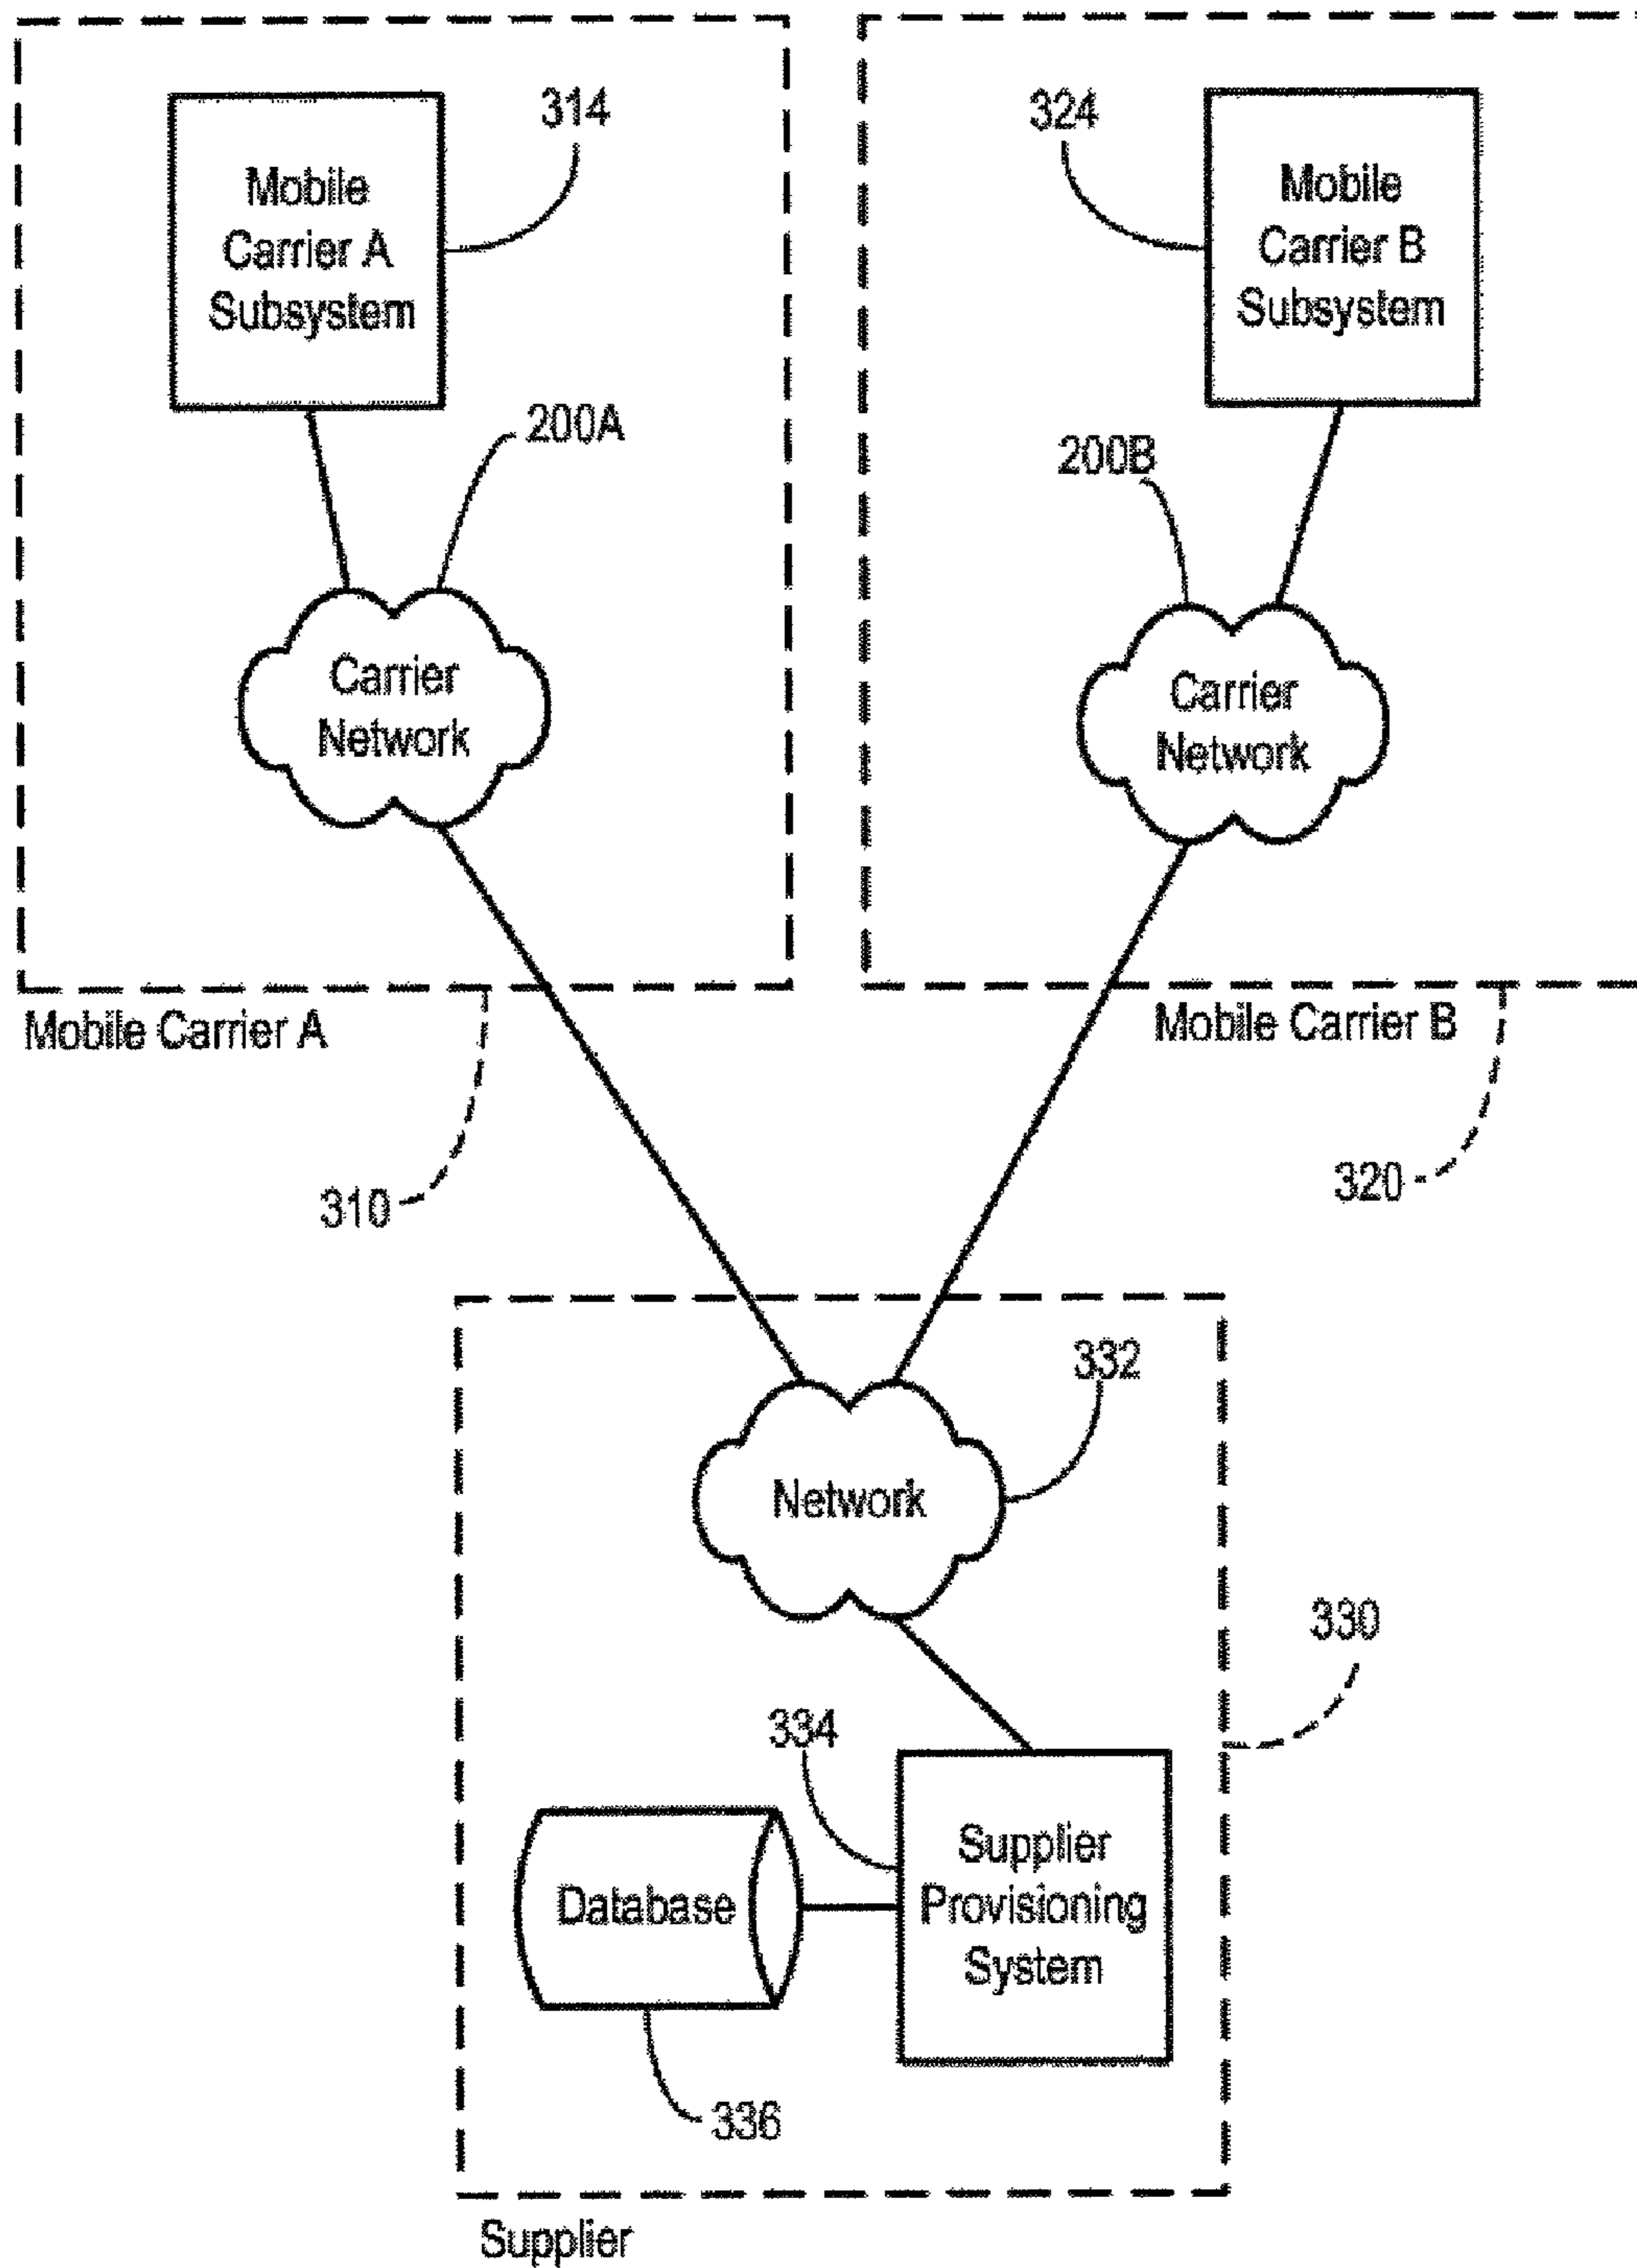 314
Mobile
Carrier A
Subsystem
324
Mobile
Carrier B
Subsystem
200A
200B
Carrier
Network
Carrier
Network
Mobile Carrier A
Mobile Carrier B
310
320
332
Network
330
334
Supplier
Provisioning
System
Database
336
Supplier